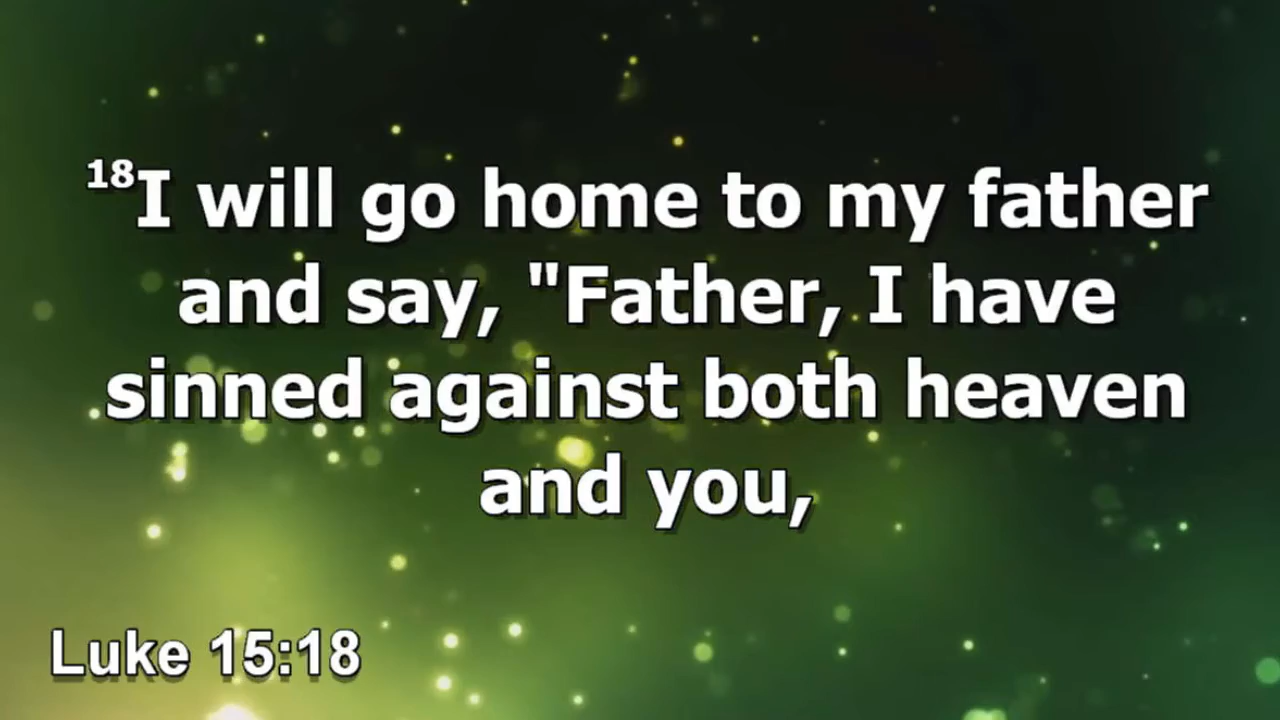 18I will go home to my father
and say, "Father, I have
sinned against both heaven
and you,
Luke 15:18